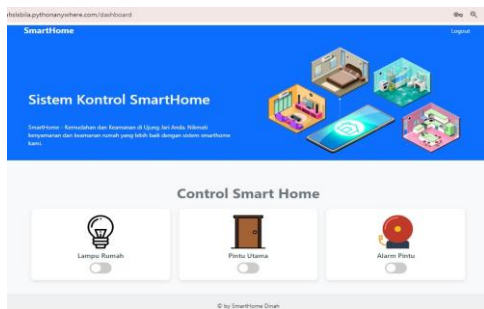 hslsbila.pythonanywhere.com/dashboard
SmartHome
Logout
Sistem Kontrol SmartHome
SmartHome - Kemudahan dan Keamanan di Ujung Jari Anda. Nikmati
kenyamanan dan keamanan rumah yang lebih baik dengan sistem smarthome
kami.
Control Smart Home
Lampu Rumah
Pintu Utama
Alarm Pintu
© by SmartHome Dinah